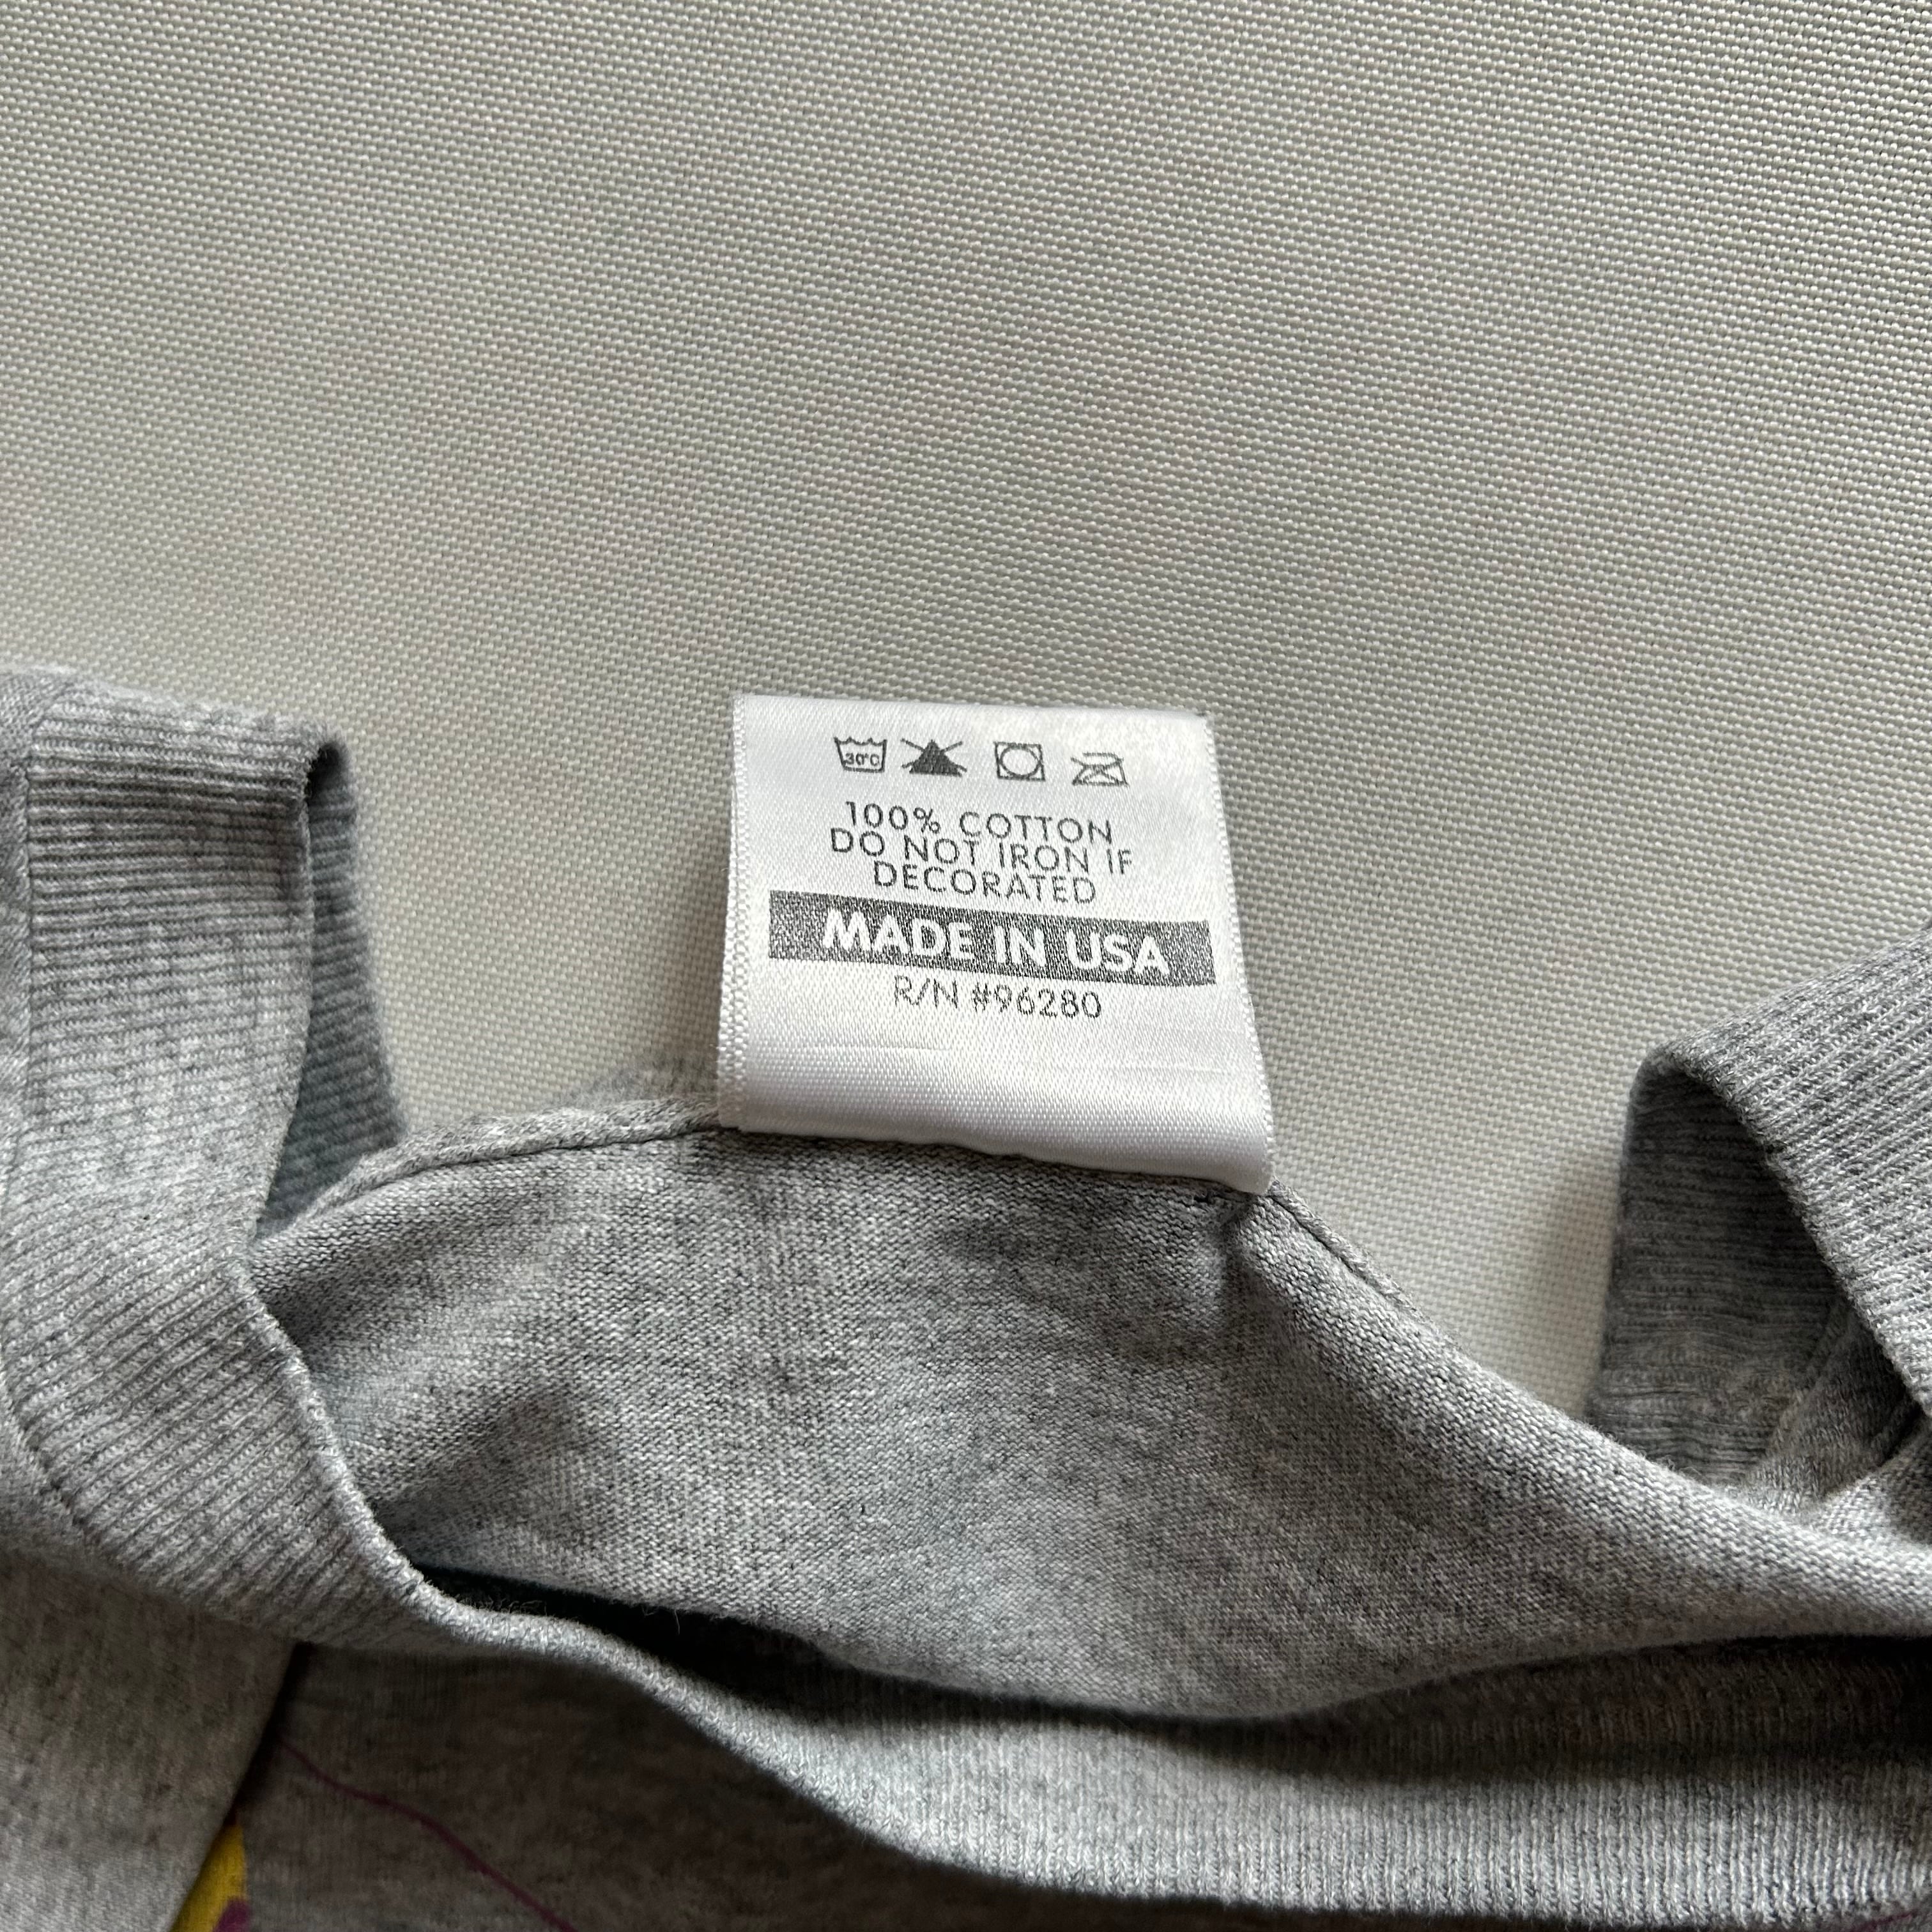 30°C
100% COTTON
DO NOT IRON IF
DECORATED
MADE IN USA
R/N #96280